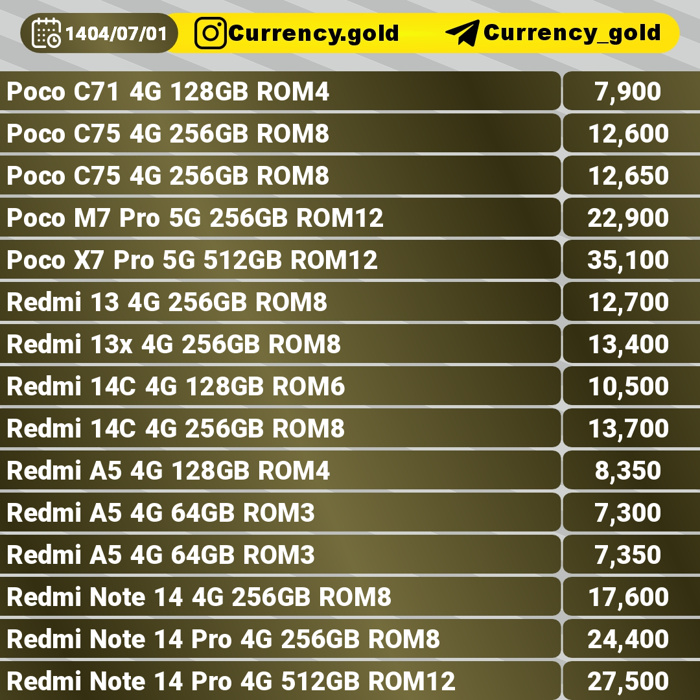 1404/07/01 Currency.gold Currency_gold
Poco C71 4G 128GB ROM4 7,900
Poco C75 4G 256GB ROM8 12,600
Poco C75 4G 256GB ROM8 12,650
Poco M7 Pro 5G 256GB ROM12 22,900
Poco X7 Pro 5G 512GB ROM12 35,100
Redmi 13 4G 256GB ROM8 12,700
Redmi 13x 4G 256GB ROM8 13,400
Redmi 14C 4G 128GB ROM6 10,500
Redmi 14C 4G 256GB ROM8 13,700
Redmi A5 4G 128GB ROM4 8,350
Redmi A5 4G 64GB ROM3 7,300
Redmi A5 4G 64GB ROM3 7,350
Redmi Note 14 4G 256GB ROM8 17,600
Redmi Note 14 Pro 4G 256GB ROM8 24,400
Redmi Note 14 Pro 4G 512GB ROM12 27,500